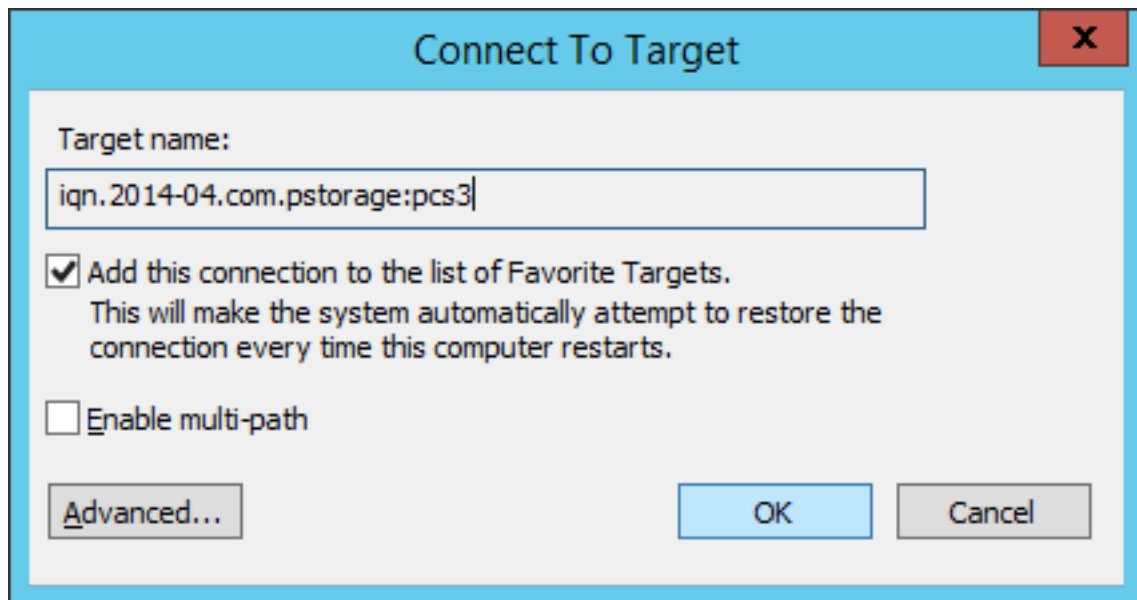 Connect To Target
x
Target name:
iqn.2014-04.com.pstorage:pcs3
Add this connection to the list of Favorite Targets.
This will make the system automatically attempt to restore the
connection every time this computer restarts.
Enable multi-path
Advanced...
OK
Cancel